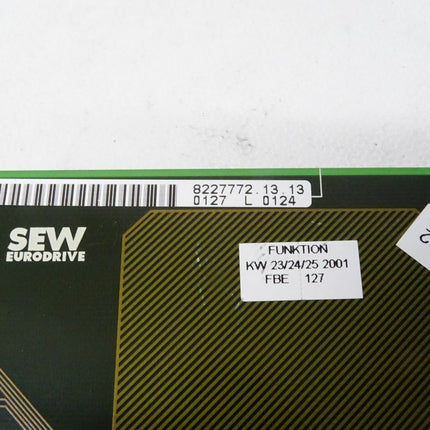 8227772.13.13
0127 L 0124
SEW
EURODRIVE
FUNKTION
KW 23/24/25 2001
FBE 127